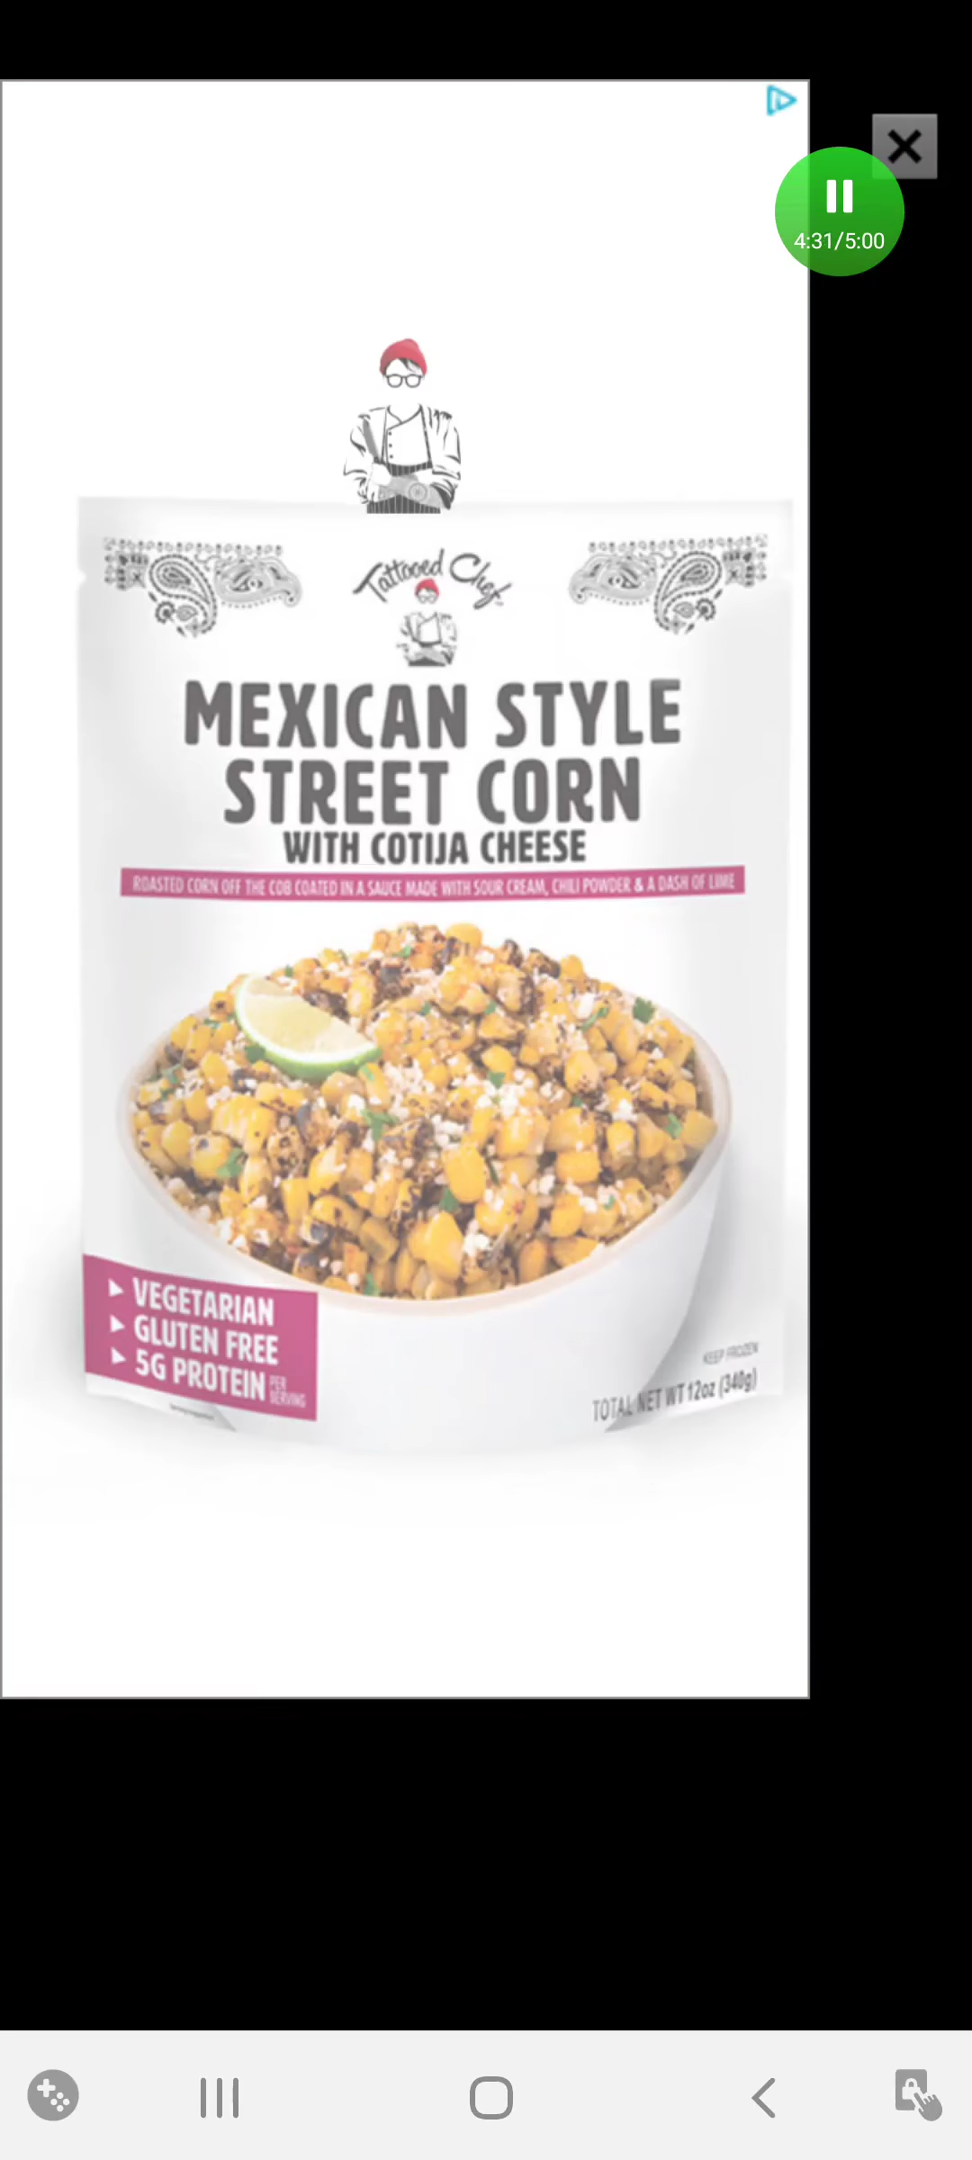 4:31/5:00
Tattooed Chef
MEXICAN STYLE
STREET CORN
WITH COTIJA CHEESE
ROASTED CORN OFF THE COB COATED IN A SAUCE MADE WITH SOUR CREAM, CHILI POWDER & A DASH OF LIME
VEGETARIAN
GLUTEN FREE
5G PROTEIN PER SERVING
KEEP FROZEN
TOTAL NET WT 12oz (340g)